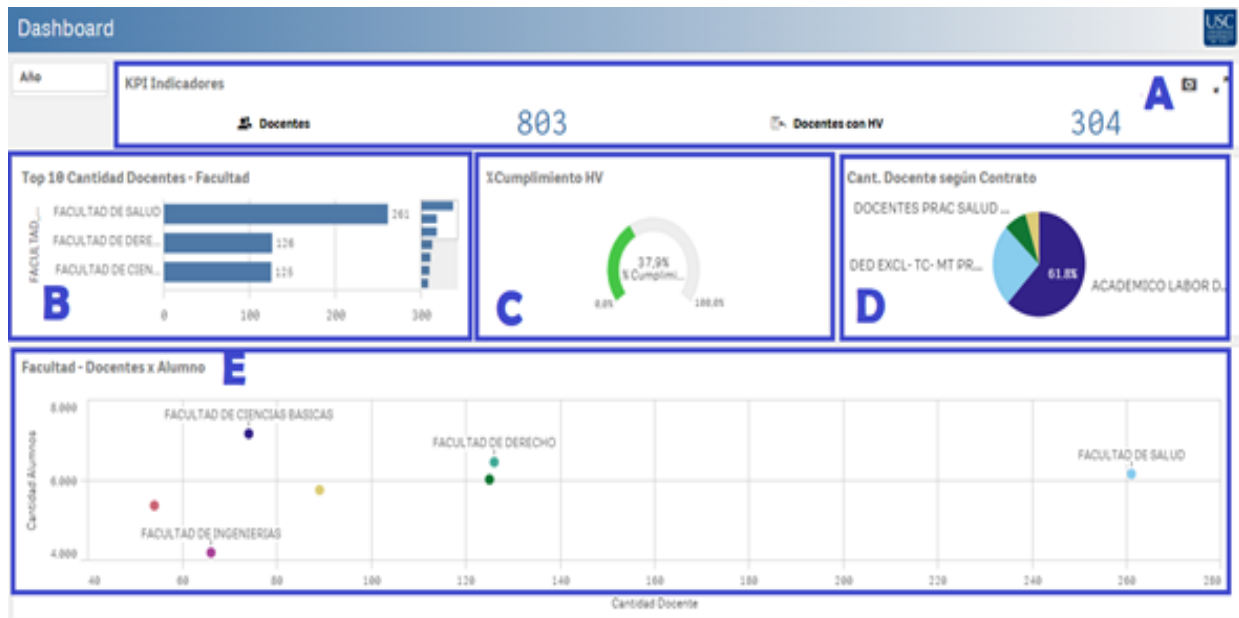 Dashboard
USC
Año
KPI Indicadores
A
Docentes
803
Docentes con HV
304
Top 10 Cantidad Docentes - Facultad
FACULTAD_...
FACULTAD DE SALUD
261
FACULTAD DE DERE...
126
FACULTAD DE CIEN...
125
0
100
200
300
B
%Cumplimiento HV
37,9%
% Cumplimi...
0,0%
100,0%
C
Cant. Docente según Contrato
DOCENTES PRAC SALUD ...
DED EXCL- TC- MT PR...
61.8%
ACADEMICO LABOR D...
D
Facultad - Docentes x Alumno
E
Cantidad Alumnos
8.000
6.000
4.000
FACULTAD DE CIENCIAS BASICAS
FACULTAD DE DERECHO
FACULTAD DE SALUD
FACULTAD DE INGENIERIAS
40
60
80
100
120
140
160
180
200
220
240
260
280
Cantidad Docente